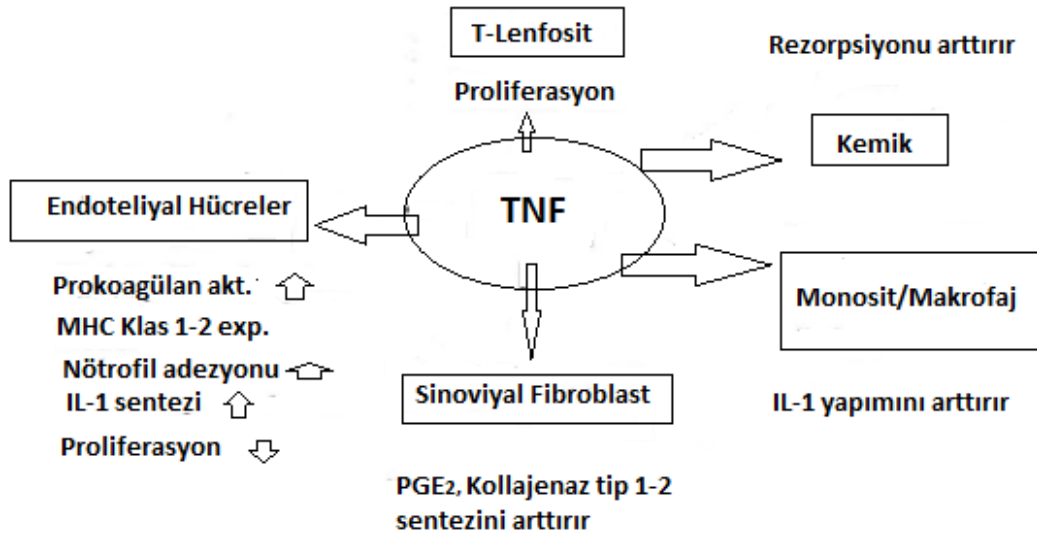 T-Lenfosit
Proliferasyon
Rezorpsiyonu arttırır
Kemik
TNF
Endoteliyal Hücreler
Prokoagülan akt.
MHC Klas 1-2 exp.
Nötrofil adezyonu
IL-1 sentezi
Proliferasyon
Monosit/Makrofaj
IL-1 yapımını arttırır
Sinoviyal Fibroblast
PGE2, Kollajenaz tip 1-2
sentezini arttırır